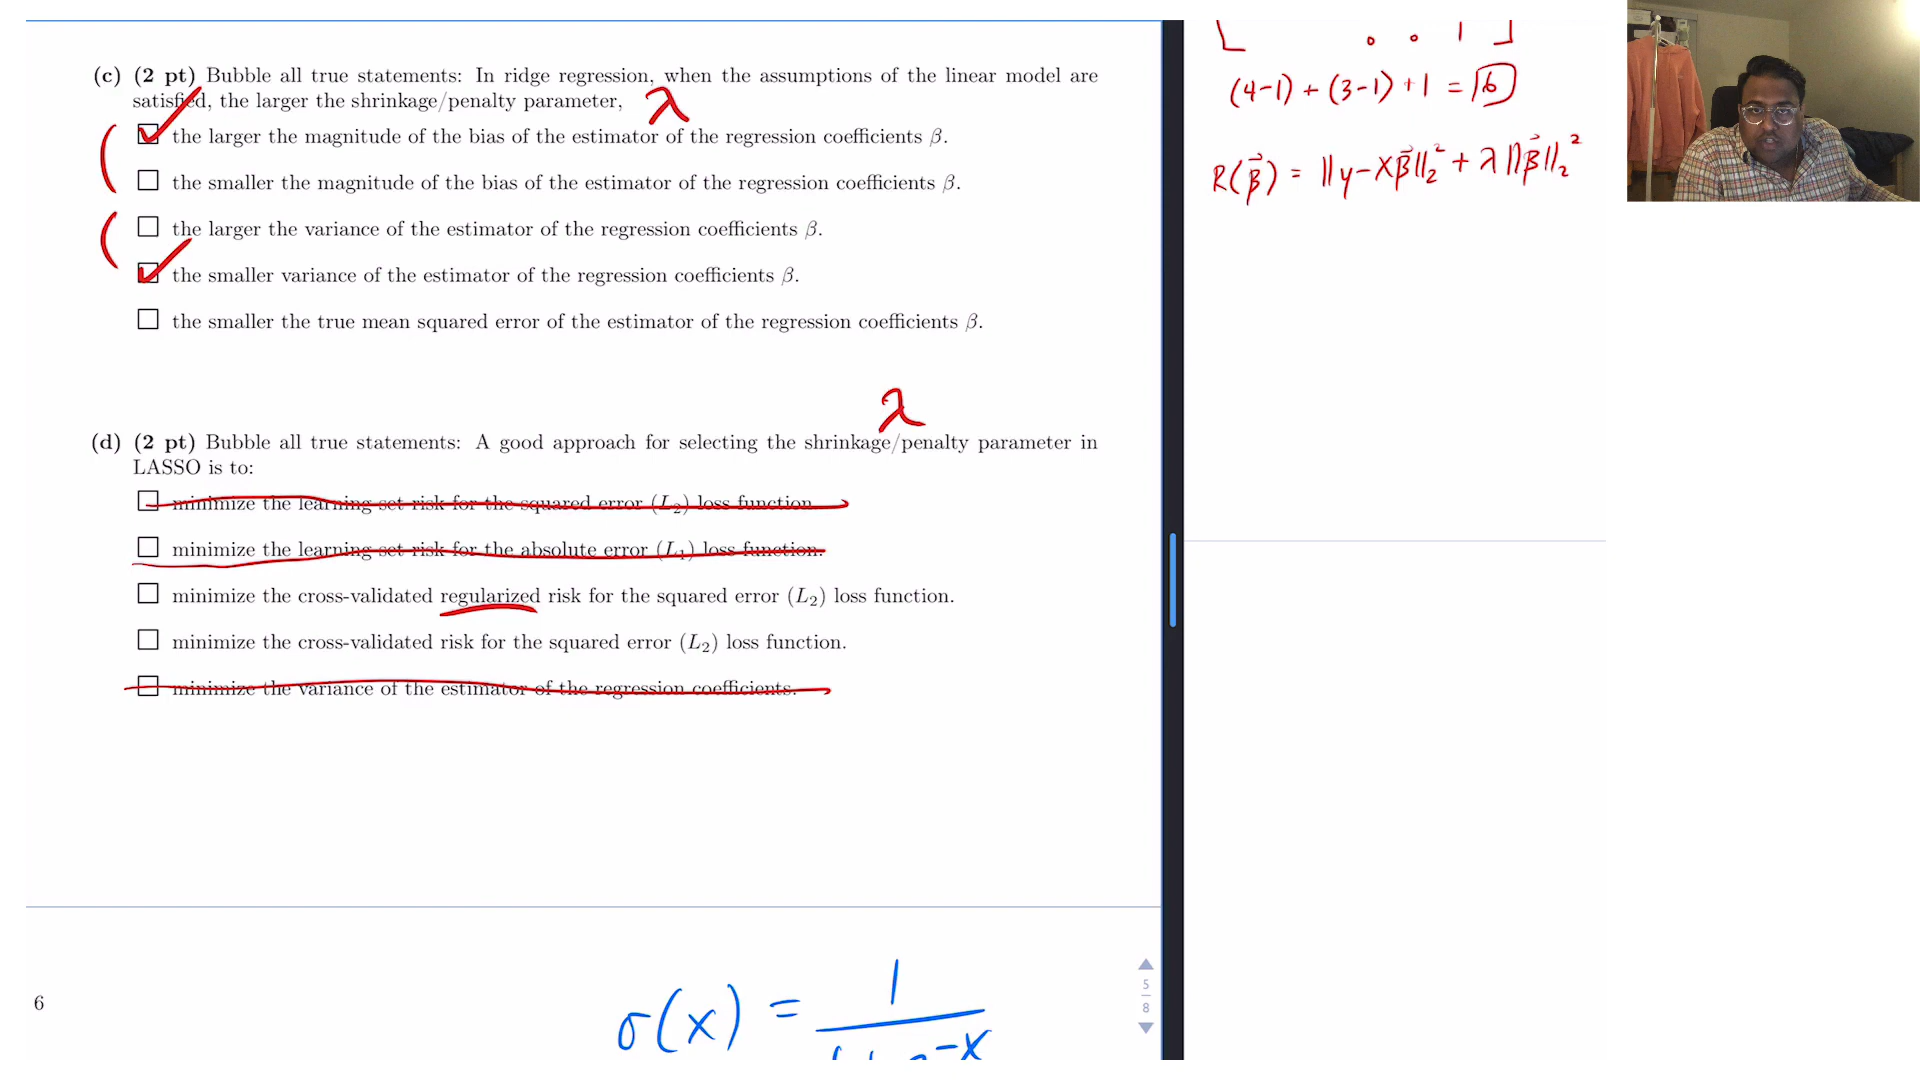 (c) (2 pt) Bubble all true statements: In ridge regression, when the assumptions of the linear model are
satisfied, the larger the shrinkage/penalty parameter, λ
the larger the magnitude of the bias of the estimator of the regression coefficients β.
the smaller the magnitude of the bias of the estimator of the regression coefficients β.
the larger the variance of the estimator of the regression coefficients β.
the smaller variance of the estimator of the regression coefficients β.
the smaller the true mean squared error of the estimator of the regression coefficients β.
λ
(d) (2 pt) Bubble all true statements: A good approach for selecting the shrinkage/penalty parameter in
LASSO is to:
minimize the learning set risk for the squared error (L₂) loss function.
minimize the learning set risk for the absolute error (L₁) loss function.
minimize the cross-validated regularized risk for the squared error (L₂) loss function.
minimize the cross-validated risk for the squared error (L₂) loss function.
minimize the variance of the estimator of the regression coefficients.
6
σ(x) = 1
-x
5
8
(4-1) + (3-1) + 1 = 6
R(β⃗) = ||y - Xβ⃗||₂² + λ||β⃗||₂²